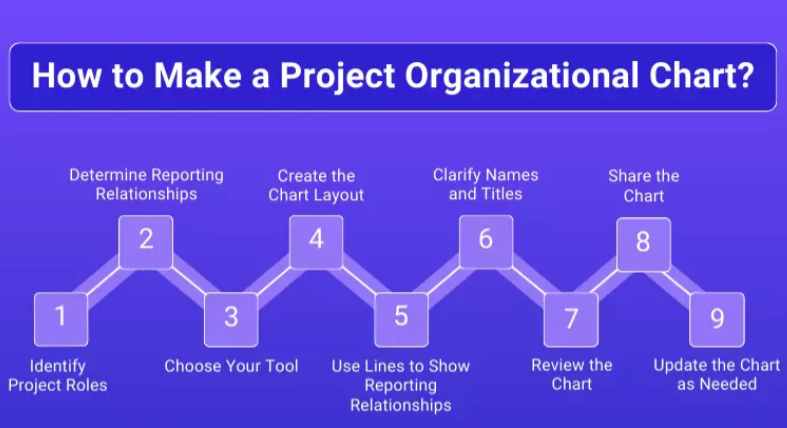 How to Make a Project Organizational Chart?
1
Identify
Project Roles
2
Determine Reporting
Relationships
3
Choose Your Tool
4
Create the
Chart Layout
5
Use Lines to Show
Reporting
Relationships
6
Clarify Names
and Titles
7
Review the
Chart
8
Share the
Chart
9
Update the Chart
as Needed